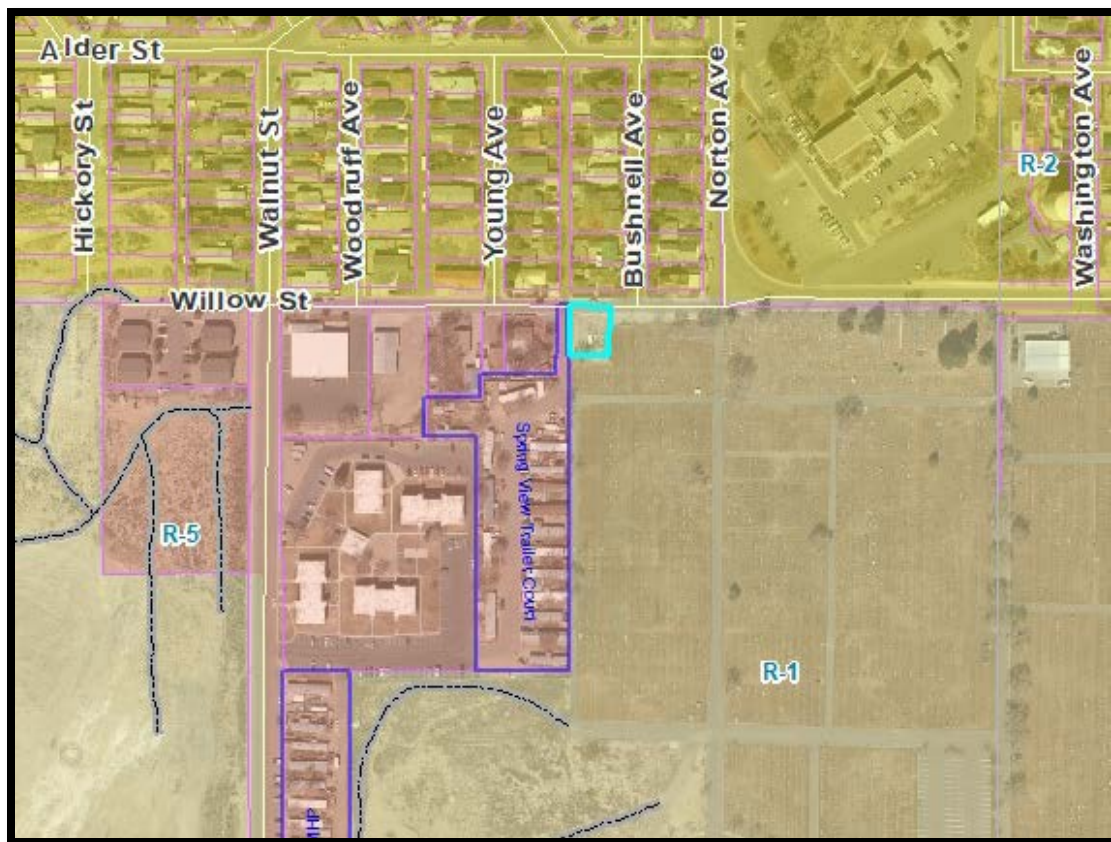 Alder St
Hickory St
Walnut St
Woodruff Ave
Young Ave
Bushnell Ave
Norton Ave
R-2
Washington Ave
Willow St
Spring View Trailer Court
R-5
R-1